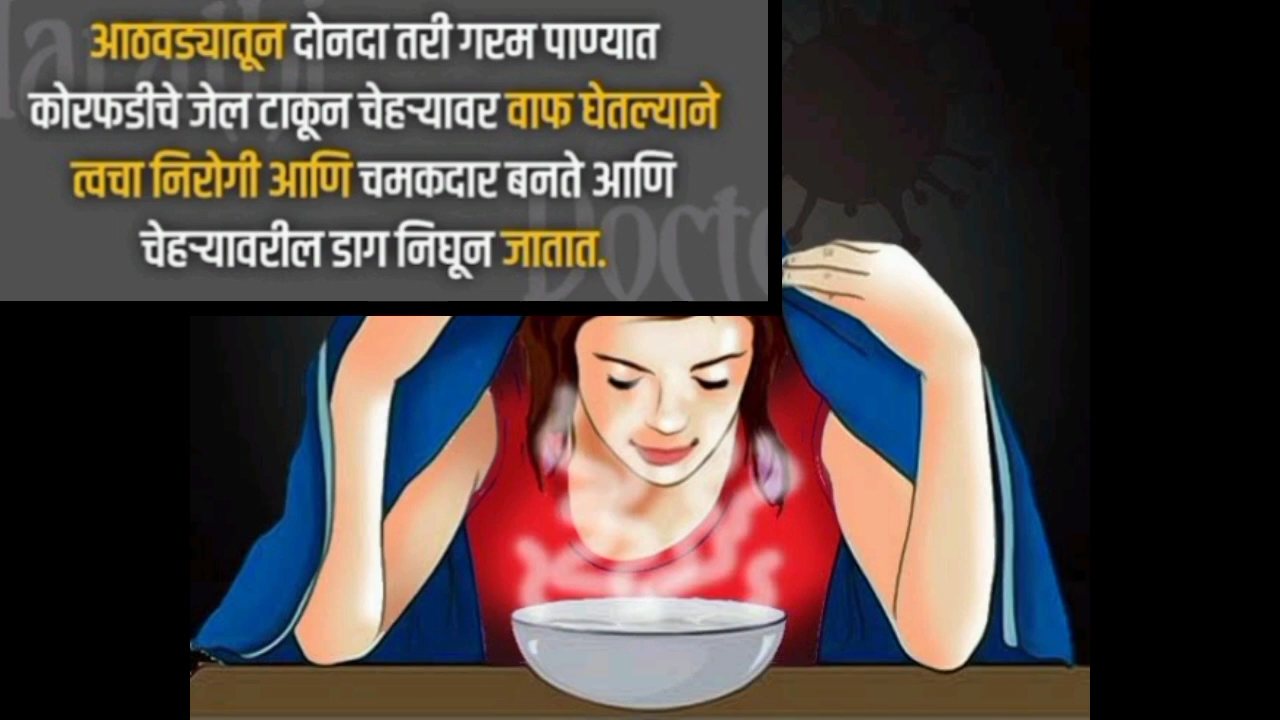 आठवड्यातून दोनदा तरी गरम पाण्यात
कोरफडीचे जेल टाकून चेहऱ्यावर वाफ घेतल्याने
त्वचा निरोगी आणि चमकदार बनते आणि
चेहऱ्यावरील डाग निघून जातात.